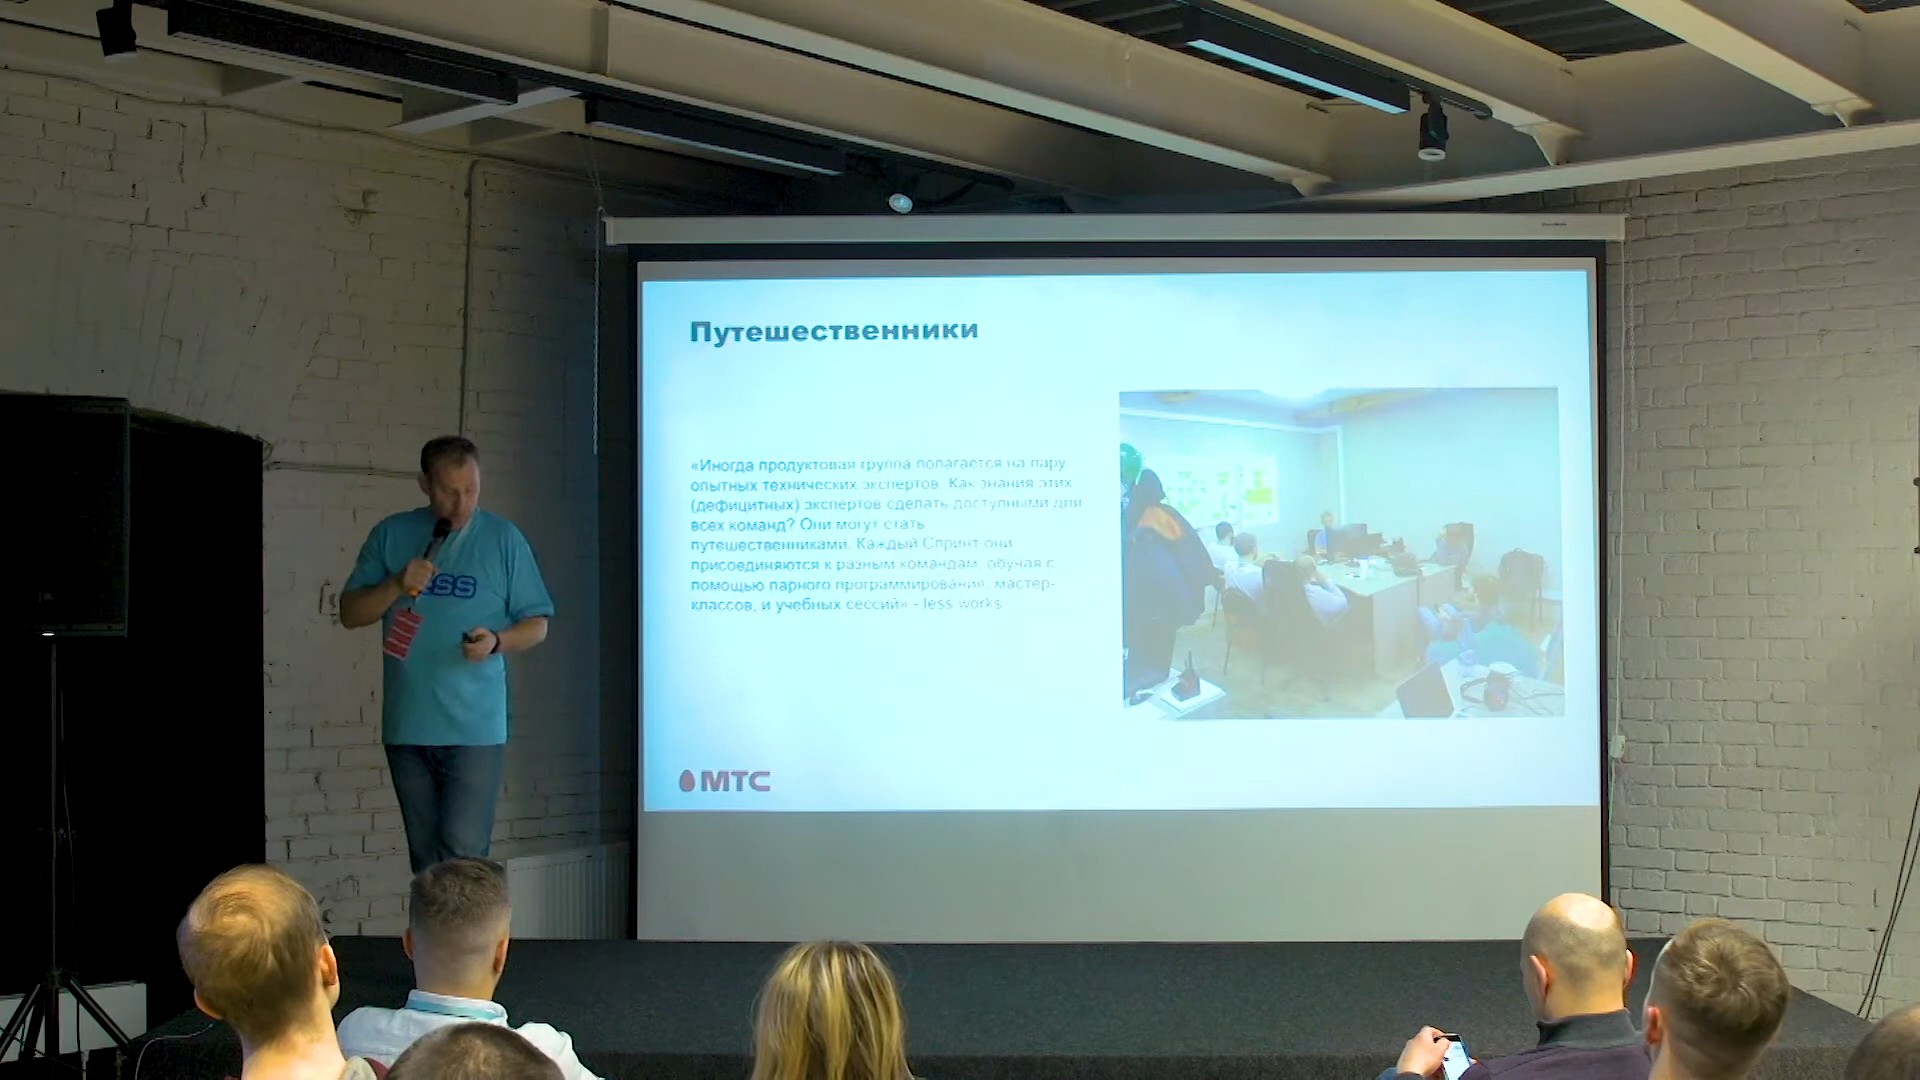 Путешественники
«Иногда продуктовая группа полагается на пару
опытных технических экспертов. Как знания этих
(дефицитных) экспертов сделать доступными для
всех команд? Они могут стать
путешественниками. Каждый Спринт они
присоединяются к разным командам, обучая с
помощью парного программирования, мастер-
классов, и учебных сессий» - less works
МТС
ESS